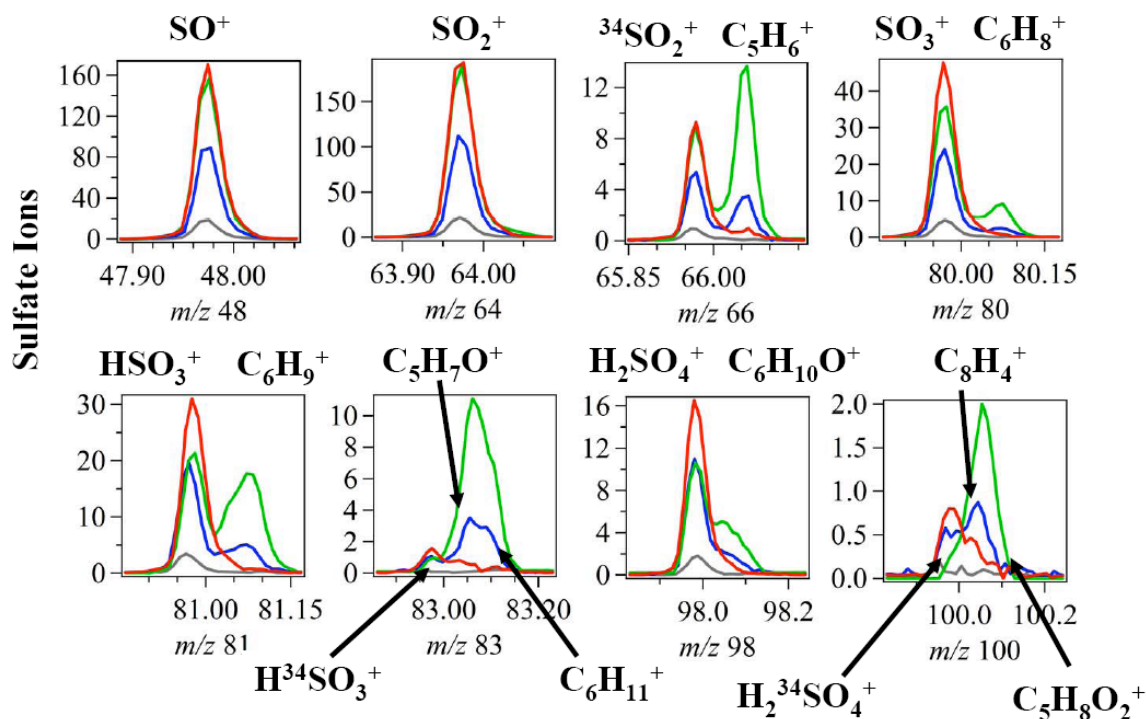 Sulfate Ions
SO⁺
SO₂⁺
³⁴SO₂⁺ C₅H₆⁺
SO₃⁺ C₆H₈⁺
160
120
80
40
0
47.90 48.00
m/z 48
150
100
50
0
63.90 64.00
m/z 64
12
8
4
0
65.85 66.00
m/z 66
40
30
20
10
0
80.00 80.15
m/z 80
HSO₃⁺ C₆H₉⁺
C₅H₇O⁺
H₂SO₄⁺ C₆H₁₀O⁺
C₈H₄⁺
30
20
10
0
81.00 81.15
m/z 81
10
8
6
4
2
0
83.00 83.20
m/z 83
16
12
8
4
0
98.0 98.2
m/z 98
2.0
1.5
1.0
0.5
0.0
100.0 100.2
m/z 100
H³⁴SO₃⁺
C₆H₁₁⁺
H₂³⁴SO₄⁺
C₅H₈O₂⁺